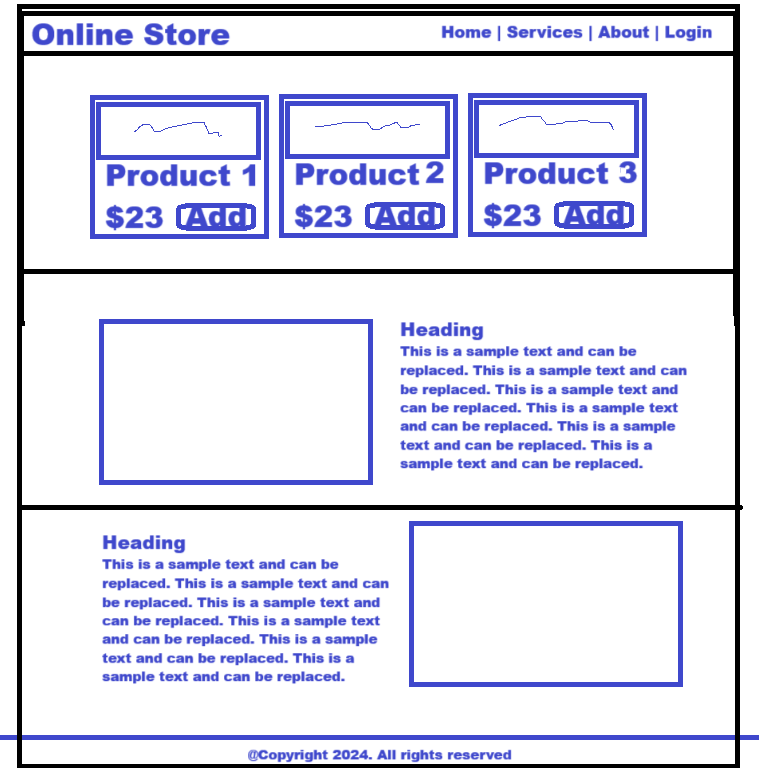 Online Store
Home | Services | About | Login
Product 1
$23 Add
Product 2
$23 Add
Product 3
$23 Add
Heading
This is a sample text and can be
replaced. This is a sample text and can
be replaced. This is a sample text and
can be replaced. This is a sample text
and can be replaced. This is a sample
text and can be replaced. This is a
sample text and can be replaced.
Heading
This is a sample text and can be
replaced. This is a sample text and can
be replaced. This is a sample text and
can be replaced. This is a sample text
and can be replaced. This is a sample
text and can be replaced. This is a
sample text and can be replaced.
@Copyright 2024. All rights reserved